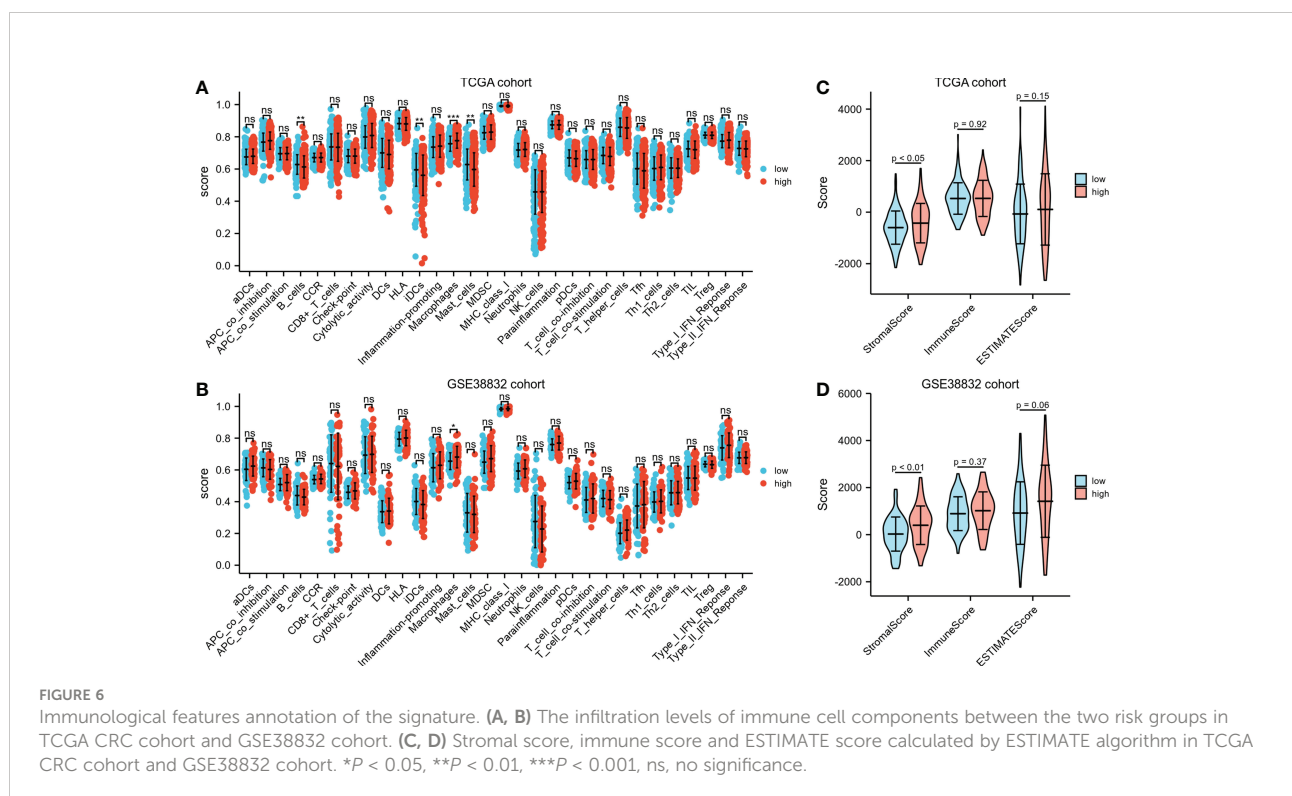 A
TCGA cohort
ns ns ns ** ns ns ns ns ns ns ** ns *** ** ns ns ns ns ns ns ns ns ns ns ns ns ns ns ns ns
1.0
0.8
0.6
0.4
0.2
0.0
score
low
high
aDCs
APC_co_inhibition
APC_co_stimulation
B_cells
CCR
CD8+_T_cells
Check-point
Cytolytic_activity
DCs
HLA
iDCs
Inflammation-promoting
Macrophages
Mast_cells
MDSC
MHC_class_I
Neutrophils
NK_cells
Parainflammation
pDCs
T_cell_co-inhibition
T_cell_co-stimulation
T_helper_cells
Tfh
Th1_cells
Th2_cells
TIL
Treg
Type_I_IFN_Reponse
Type_II_IFN_Reponse
C
TCGA cohort
p < 0.05
p = 0.92
p = 0.15
4000
2000
0
-2000
Score
low
high
StromalScore
ImmuneScore
ESTIMATEScore
B
GSE38832 cohort
ns ns ns ns ns ns ns ns ns ns ns ns * ns ns ns ns ns ns ns ns ns ns ns ns ns ns ns ns ns
1.0
0.8
0.6
0.4
0.2
0.0
score
low
high
aDCs
APC_co_inhibition
APC_co_stimulation
B_cells
CCR
CD8+_T_cells
Check-point
Cytolytic_activity
DCs
HLA
iDCs
Inflammation-promoting
Macrophages
Mast_cells
MDSC
MHC_class_I
Neutrophils
NK_cells
Parainflammation
pDCs
T_cell_co-inhibition
T_cell_co-stimulation
T_helper_cells
Tfh
Th1_cells
Th2_cells
TIL
Treg
Type_I_IFN_Reponse
Type_II_IFN_Reponse
D
GSE38832 cohort
p < 0.01
p = 0.37
p = 0.06
6000
4000
2000
0
-2000
Score
low
high
StromalScore
ImmuneScore
ESTIMATEScore
FIGURE 6
Immunological features annotation of the signature. (A, B) The infiltration levels of immune cell components between the two risk groups in
TCGA CRC cohort and GSE38832 cohort. (C, D) Stromal score, immune score and ESTIMATE score calculated by ESTIMATE algorithm in TCGA
CRC cohort and GSE38832 cohort. *P < 0.05, **P < 0.01, ***P < 0.001, ns, no significance.